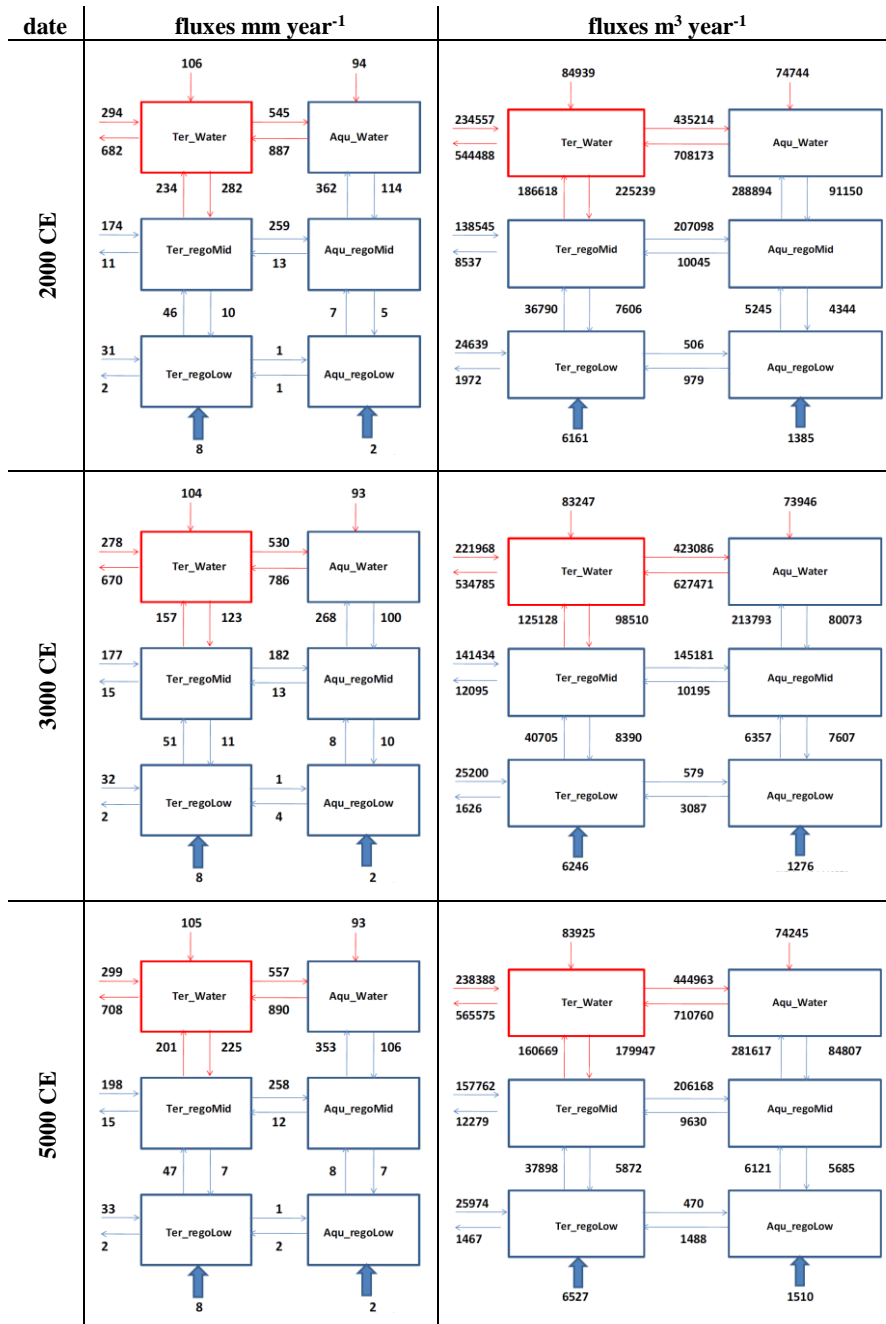 date fluxes mm year-1 fluxes m3 year-1
2000 CE
106 94
294 545
Ter_Water Aqu_Water
682 887
234 282 362 114
174 259
Ter_regoMid Aqu_regoMid
11 13
46 10 7 5
31 1
Ter_regoLow Aqu_regoLow
2 1
8 2
84939 74744
234557 435214
Ter_Water Aqu_Water
544488 708173
186618 225239 288894 91150
138545 207098
Ter_regoMid Aqu_regoMid
8537 10045
36790 7606 5245 4344
24639 506
Ter_regoLow Aqu_regoLow
1972 979
6161 1385
3000 CE
104 93
278 530
Ter_Water Aqu_Water
670 786
157 123 268 100
177 182
Ter_regoMid Aqu_regoMid
15 13
51 11 8 10
32 1
Ter_regoLow Aqu_regoLow
2 4
8 2
83247 73946
221968 423086
Ter_Water Aqu_Water
534785 627471
125128 98510 213793 80073
141434 145181
Ter_regoMid Aqu_regoMid
12095 10195
40705 8390 6357 7607
25200 579
Ter_regoLow Aqu_regoLow
1626 3087
6246 1276
5000 CE
105 93
299 557
Ter_Water Aqu_Water
708 890
201 225 353 106
198 258
Ter_regoMid Aqu_regoMid
15 12
47 7 8 7
33 1
Ter_regoLow Aqu_regoLow
2 2
8 2
83925 74245
238388 444963
Ter_Water Aqu_Water
565575 710760
160669 179947 281617 84807
157762 206168
Ter_regoMid Aqu_regoMid
12279 9630
37898 5872 6121 5685
25974 470
Ter_regoLow Aqu_regoLow
1467 1488
6527 1510